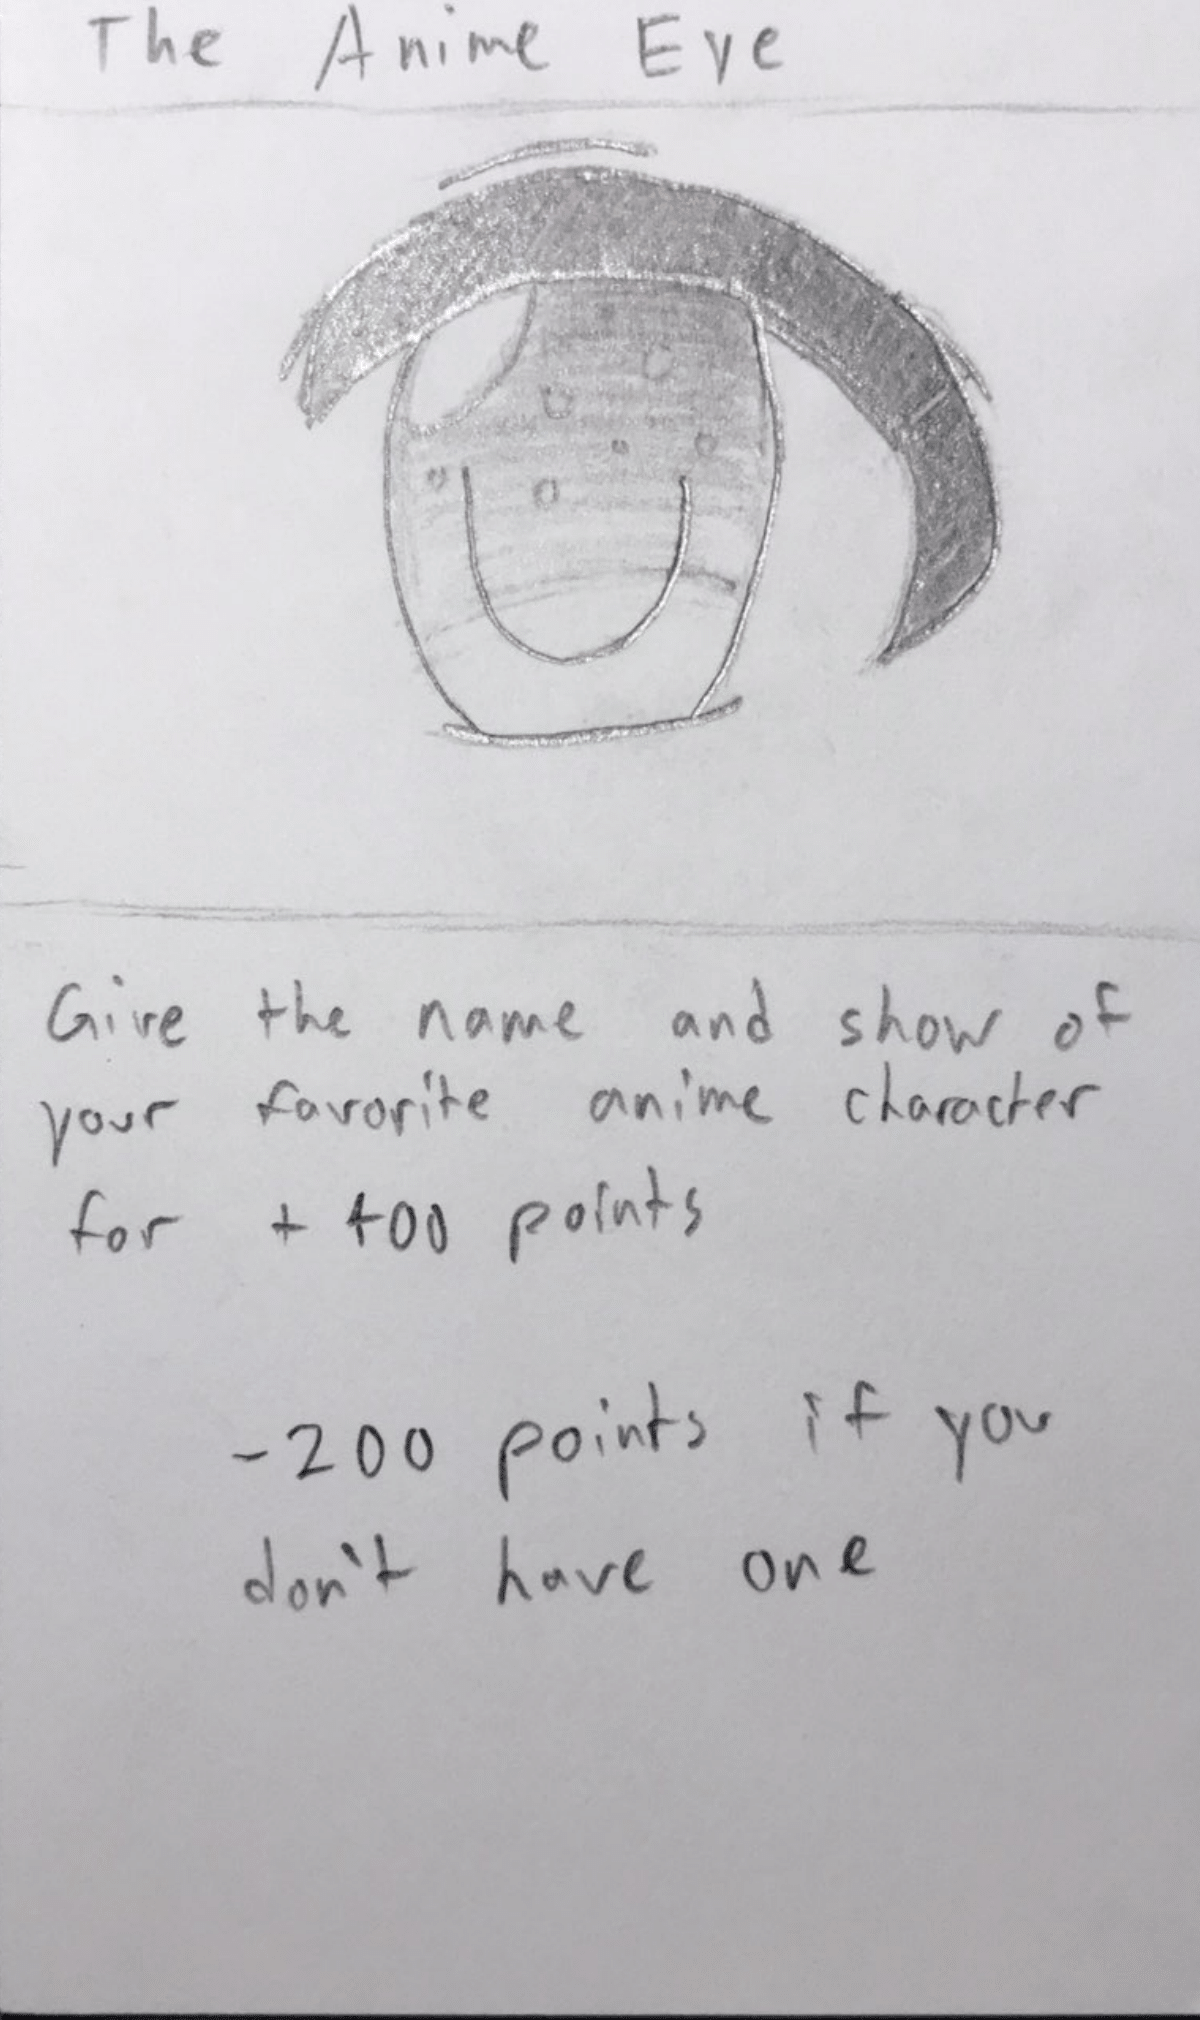 The Anime Eye
Give the name and show of
your favorite anime character
for + 400 points
-200 points if you
don't have one